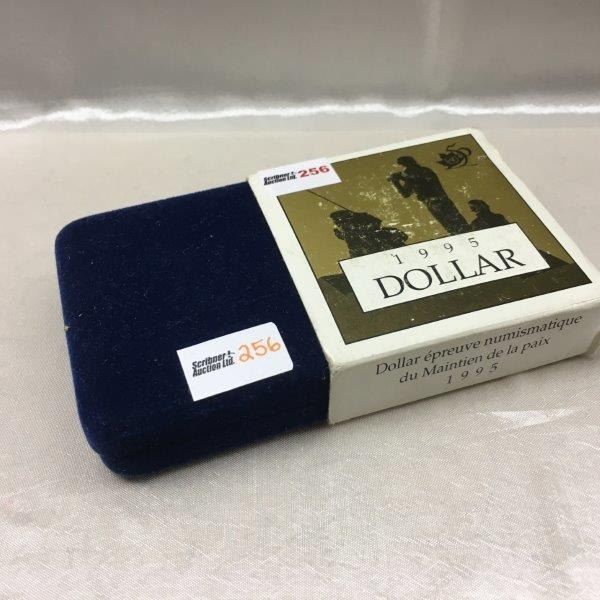 Scribner
Auction Ltd. 256
50
1995
DOLLAR
Dollar épreuve numismatique
du Maintien de la paix
1995
Scribner
Auction Ltd. 256